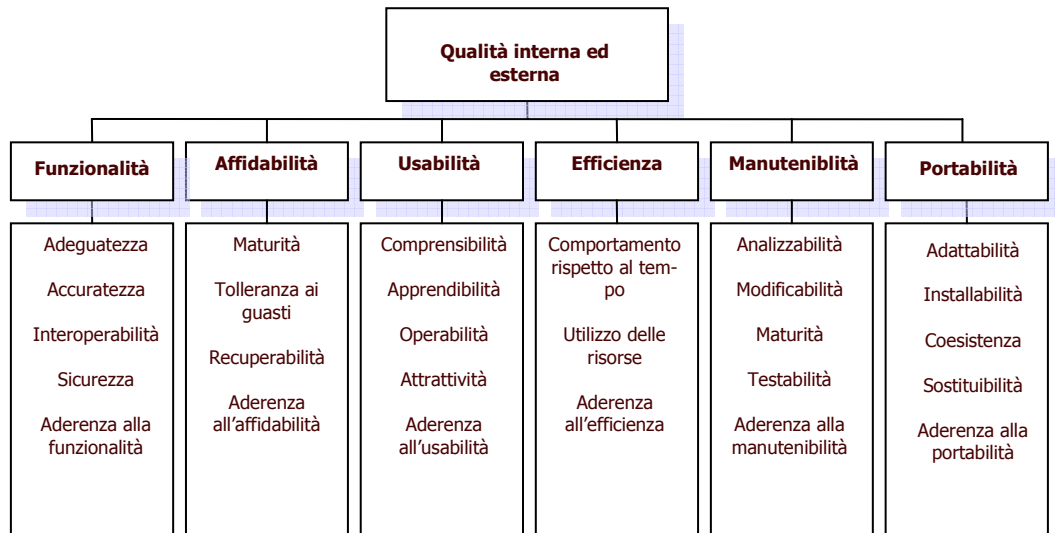 Qualità interna ed
esterna
Funzionalità
Affidabilità
Usabilità
Efficienza
Manuteniblità
Portabilità
Adeguatezza
Accuratezza
Interoperabilità
Sicurezza
Aderenza alla
funzionalità
Maturità
Tolleranza ai
guasti
Recuperabilità
Aderenza
all’affidabilità
Comprensibilità
Apprendibilità
Operabilità
Attrattività
Aderenza
all’usabilità
Comportamento
rispetto al tem-
po
Utilizzo delle
risorse
Aderenza
all’efficienza
Analizzabilità
Modificabilità
Maturità
Testabilità
Aderenza alla
manutenibilità
Adattabilità
Installabilità
Coesistenza
Sostituibilità
Aderenza alla
portabilità